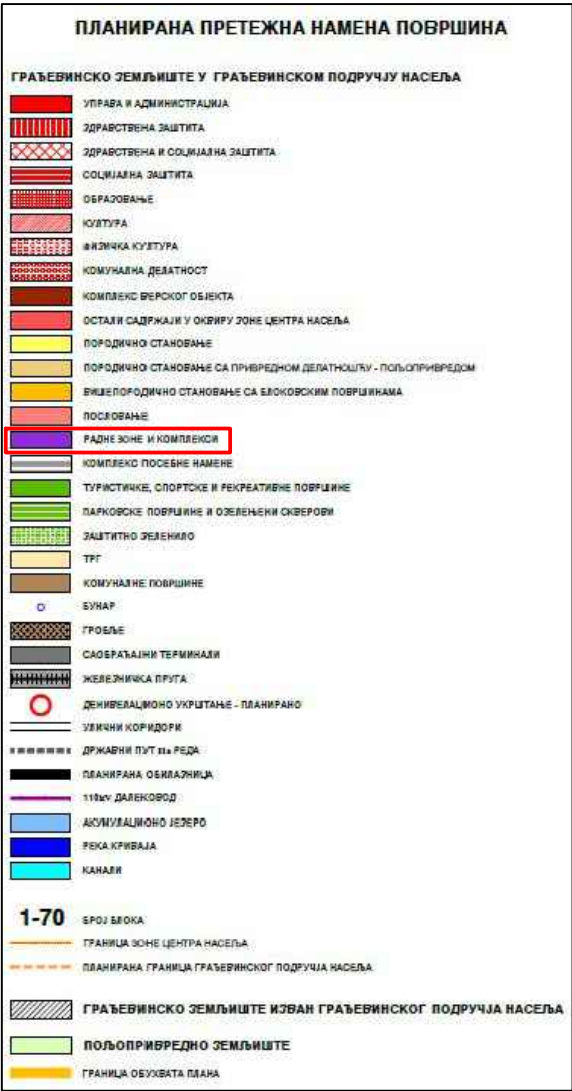 ПЛАНИРАНА ПРЕТЕЖНА НАМЕНА ПОВРШИНА
ГРАЂЕВИНСКО ЗЕМЉИШТЕ У ГРАЂЕВИНСКОМ ПОДРУЧЈУ НАСЕЉА
УПРАВА И АДМИНИСТРАЦИЈА
ЗДРАВСТВЕНА ЗАШТИТА
ЗДРАВСТВЕНА И СОЦИЈАЛНА ЗАШТИТА
СОЦИЈАЛНА ЗАШТИТА
ОБРАЗОВАЊЕ
КУЛТУРА
ФИЗИЧКА КУЛТУРА
КОМУНАЛНА ДЕЛАТНОСТ
КОМПЛЕКС ВЕРСКОГ ОБЈЕКТА
ОСТАЛИ САДРЖАЈИ У ОКВИРУ ЗОНЕ ЦЕНТРА НАСЕЉА
ПОРОДИЧНО СТАНОВАЊЕ
ПОРОДИЧНО СТАНОВАЊЕ СА ПРИВРЕДНОМ ДЕЛАТНОШЋУ - ПОЉОПРИВРЕДОМ
ВИШЕПОРОДИЧНО СТАНОВАЊЕ СА БЛОКОВСКИМ ПОВРШИНАМА
ПОСЛОВАЊЕ
РАДНЕ ЗОНЕ И КОМПЛЕКСИ
КОМПЛЕКС ПОСЕБНЕ НАМЕНЕ
ТУРИСТИЧКЕ, СПОРТСКЕ И РЕКРЕАТИВНЕ ПОВРШИНЕ
ПАРКОВСКЕ ПОВРШИНЕ И ОЗЕЛЕЊЕНИ СКВЕРОВИ
ЗАШТИТНО ЗЕЛЕНИЛО
ТРГ
КОМУНАЛНЕ ПОВРШИНЕ
БУНАР
ГРОБЉЕ
САОБРАЋАЈНИ ТЕРМИНАЛИ
ЖЕЛЕЗНИЧКА ПРУГА
ДЕНИВЕЛАЦИОНО УКРШТАЊЕ - ПЛАНИРАНО
УЛИЧНИ КОРИДОРИ
ДРЖАВНИ ПУТ IIа РЕДА
ПЛАНИРАНА ОБИЛАЗНИЦА
110kV ДАЛЕКОВОД
АКУМУЛАЦИОНО ЈЕЗЕРО
РЕКА КРИВАЈА
КАНАЛИ
1-70 БРОЈ БЛОКА
ГРАНИЦА ЗОНЕ ЦЕНТРА НАСЕЉА
ПЛАНИРАНА ГРАНИЦА ГРАЂЕВИНСКОГ ПОДРУЧЈА НАСЕЉА
ГРАЂЕВИНСКО ЗЕМЉИШТЕ ИЗВАН ГРАЂЕВИНСКОГ ПОДРУЧЈА НАСЕЉА
ПОЉОПРИВРЕДНО ЗЕМЉИШТЕ
ГРАНИЦА ОБУХВАТА ПЛАНА